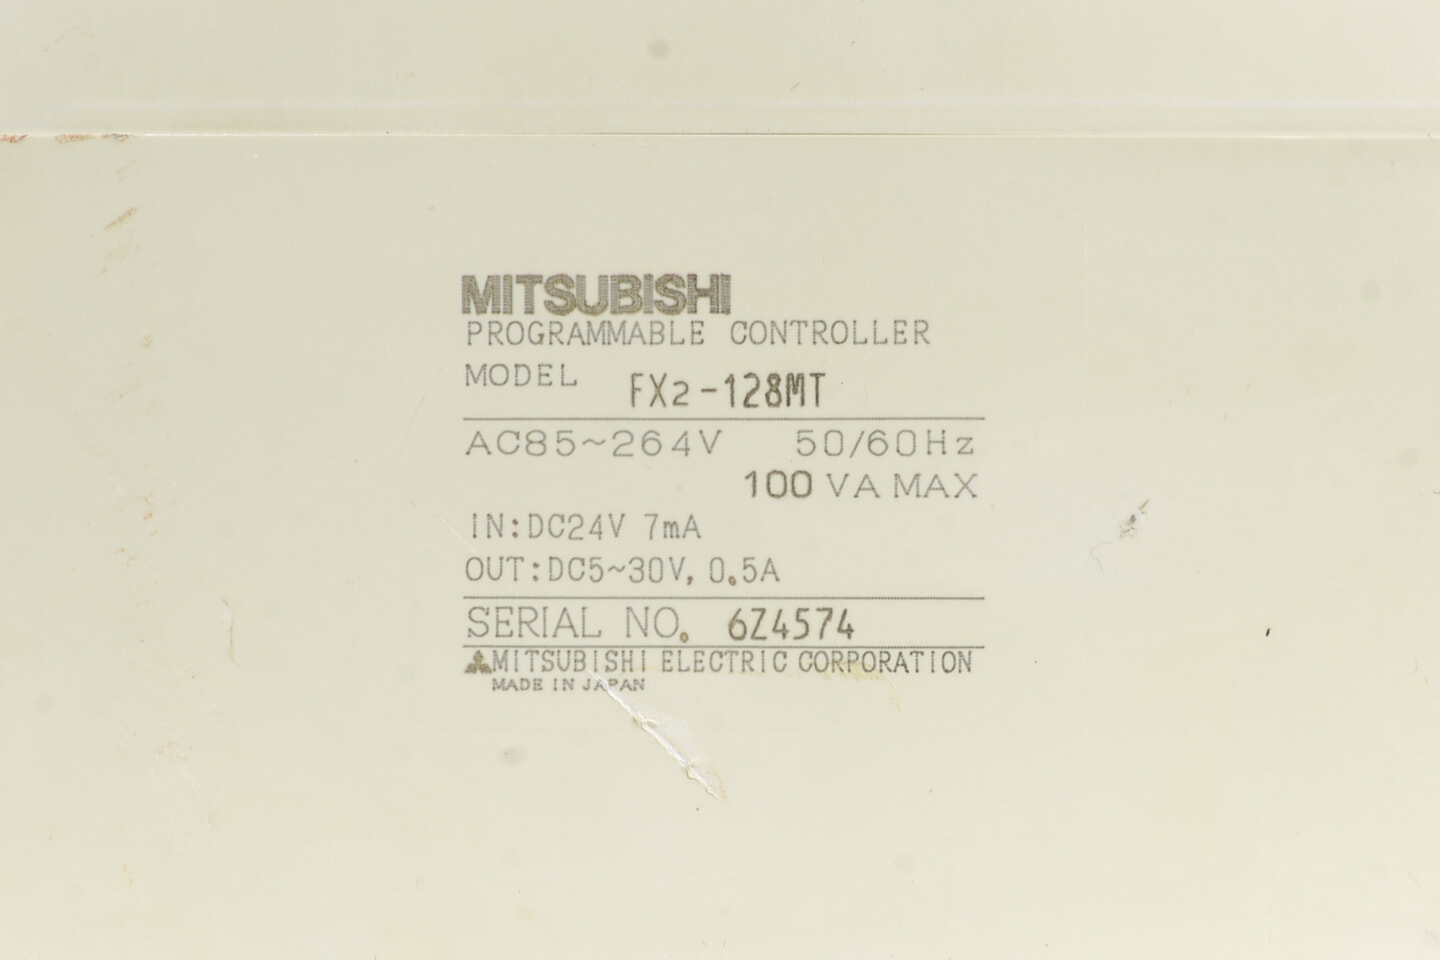 MITSUBISHI
PROGRAMMABLE CONTROLLER
MODEL FX2-128MT
AC85~264V 50/60Hz
100 VA MAX
IN:DC24V 7mA
OUT:DC5~30V, 0.5A
SERIAL NO. 6Z4574
MITSUBISHI ELECTRIC CORPORATION
MADE IN JAPAN